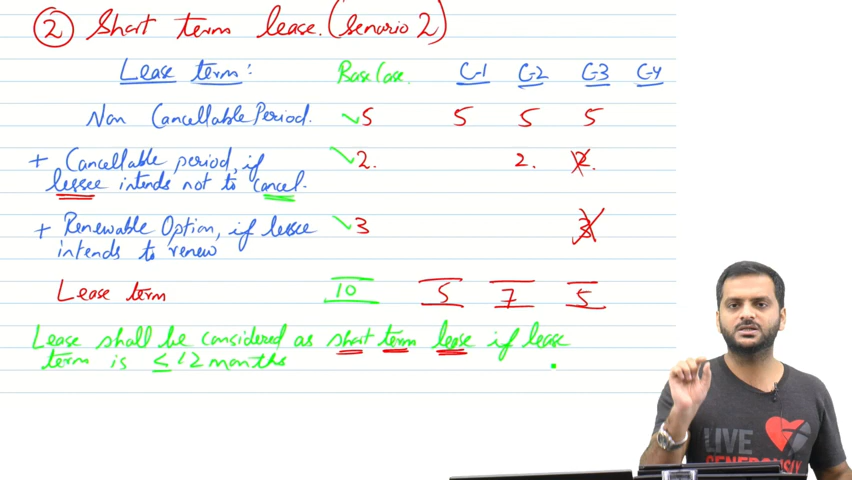 ② Short term lease. (Senario 2)
Lease term: Base Case. C-1 C-2 C-3 C-4
Non Cancellable Period. 5 5 5 5
+ Cancellable period, if 2. 2. 2.
lessee intends not to cancel.
+ Renewable Option, if lessee 3 3
intends to renew
Lease term 10 5 7 5
Lease shall be considered as short term lease if lease
term is ≤ 12 months
LIVE
GENEROUSLY